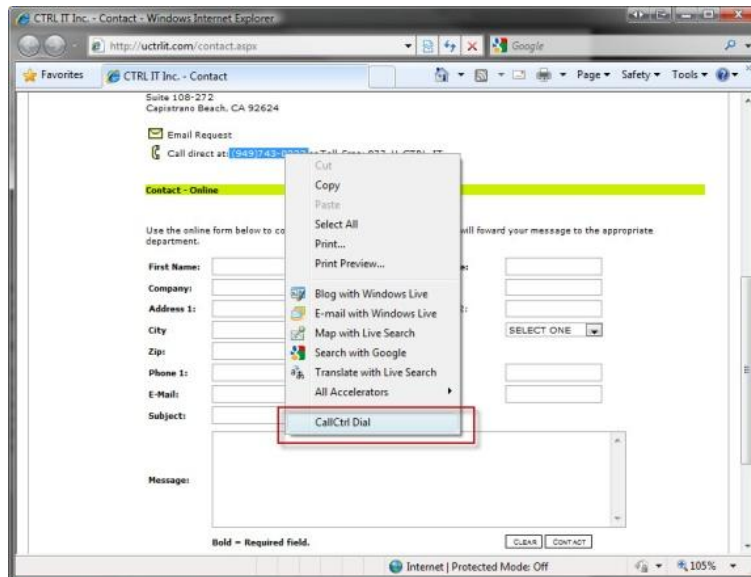 CTRL IT Inc. - Contact - Windows Internet Explorer
http://uctrlit.com/contact.aspx
Google
Favorites
CTRL IT Inc. - Contact
Page
Safety
Tools
Suite 108-272
Capistrano Beach, CA 92624
Email Request
Call direct at: (949)743-
Contact - Online
Use the online form below to will foward your message to the appropriate
department.
First Name:
Company:
Address 1:
City
SELECT ONE
Zip:
Phone 1:
E-Mail:
Subject:
Message:
Bold = Required field.
CLEAR
CONTACT
Cut
Copy
Paste
Select All
Print...
Print Preview...
Blog with Windows Live
E-mail with Windows Live
Map with Live Search
Search with Google
Translate with Live Search
All Accelerators
CallCtrl Dial
Internet | Protected Mode: Off
105%